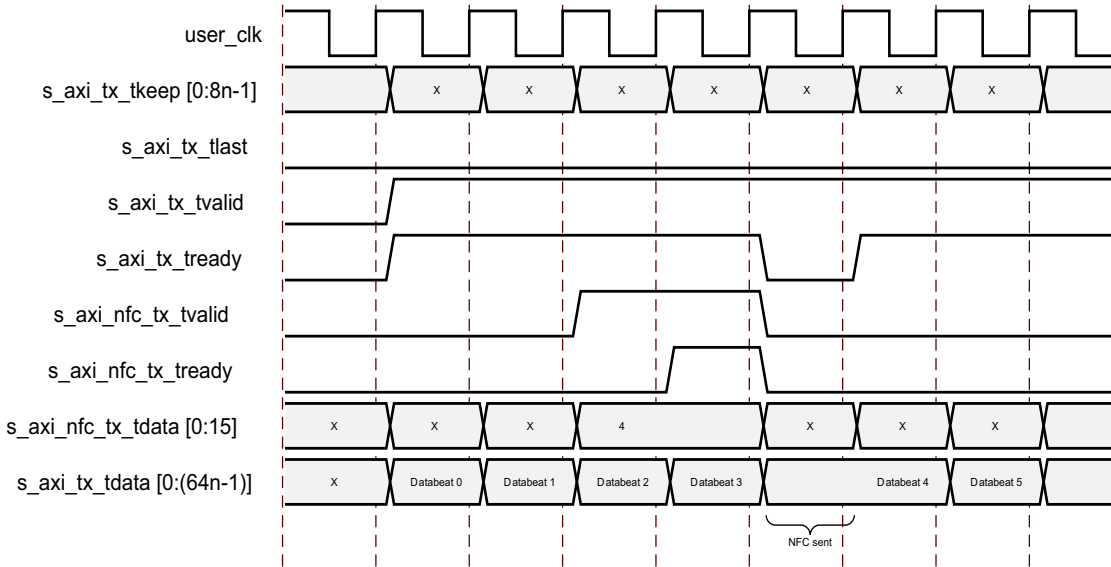 user_clk
s_axi_tx_tkeep [0:8n-1]
X X X X X X X
s_axi_tx_tlast
s_axi_tx_tvalid
s_axi_tx_tready
s_axi_nfc_tx_tvalid
s_axi_nfc_tx_tready
s_axi_nfc_tx_tdata [0:15]
X X X 4 X X X
s_axi_tx_tdata [0:(64n-1)]
X Databeat 0 Databeat 1 Databeat 2 Databeat 3 Databeat 4 Databeat 5
NFC sent